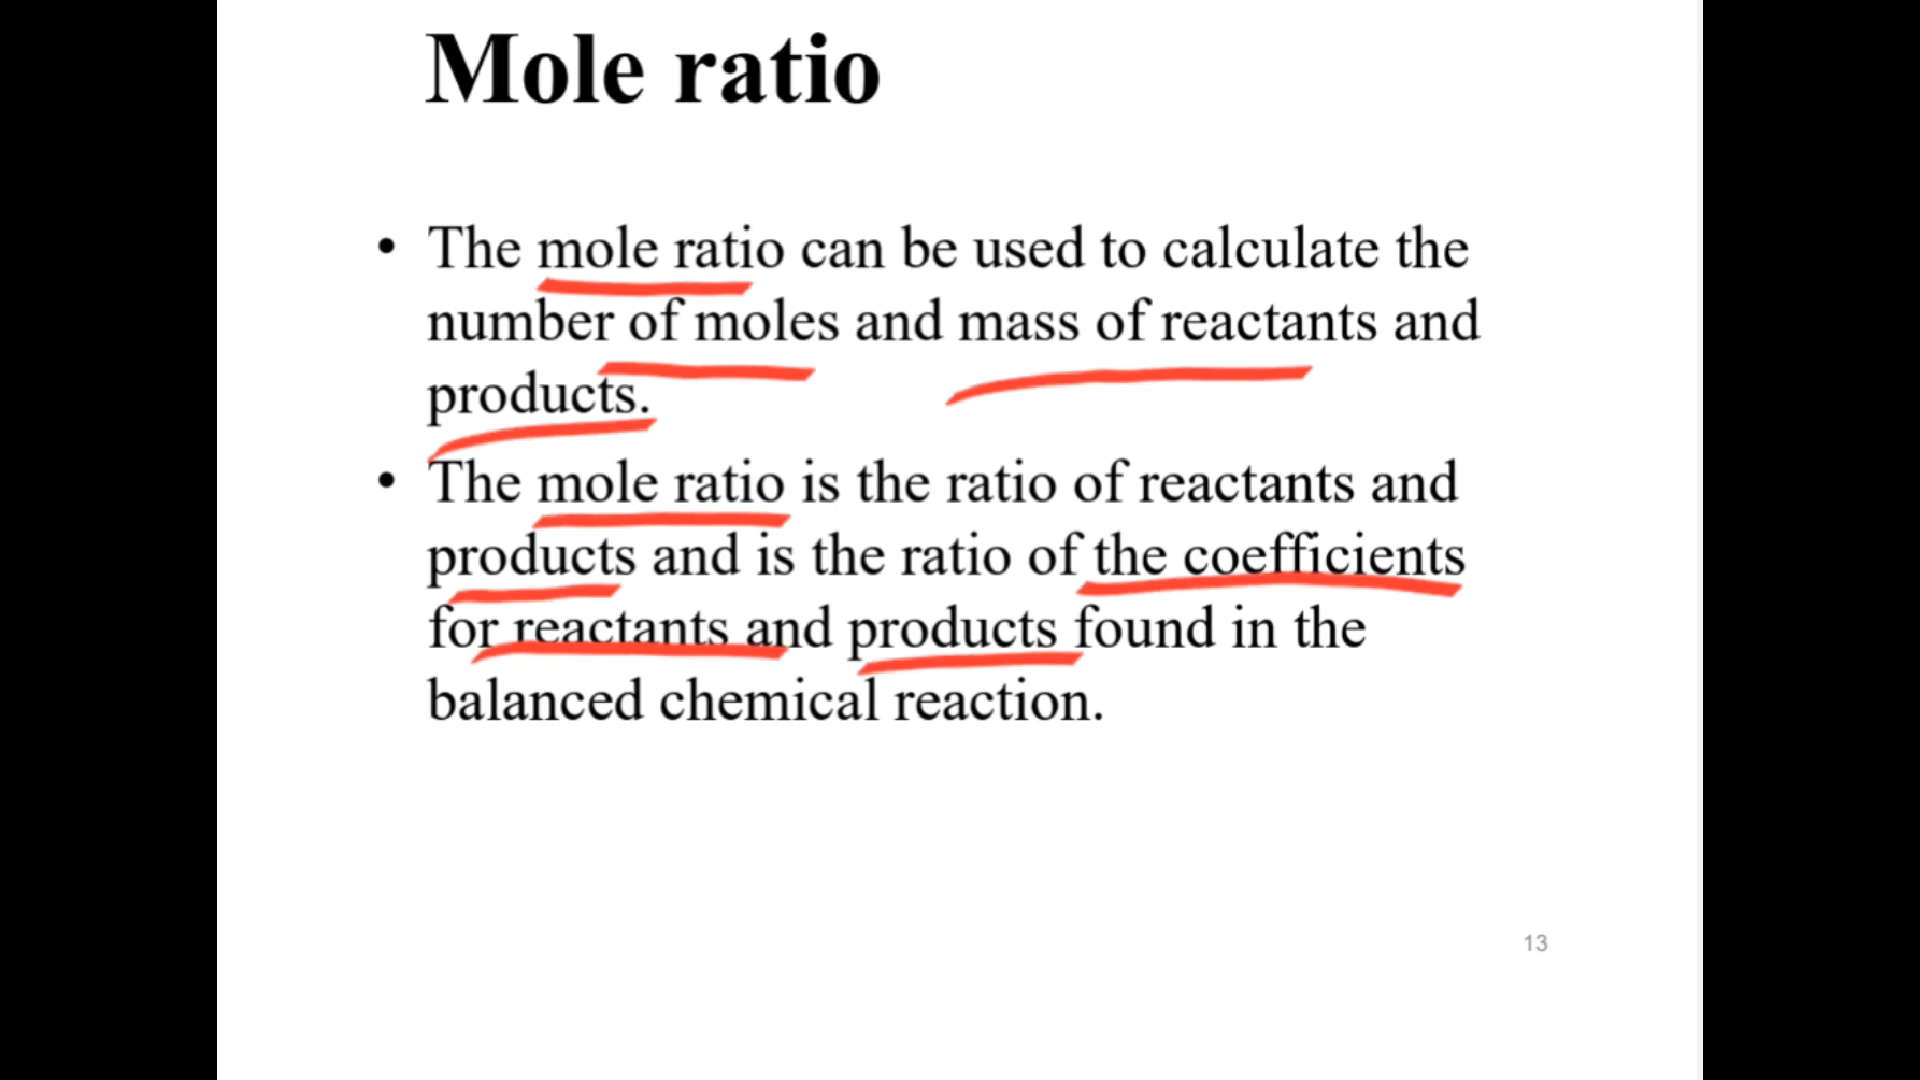 Mole ratio
• The mole ratio can be used to calculate the
number of moles and mass of reactants and
products.
• The mole ratio is the ratio of reactants and
products and is the ratio of the coefficients
for reactants and products found in the
balanced chemical reaction.
13